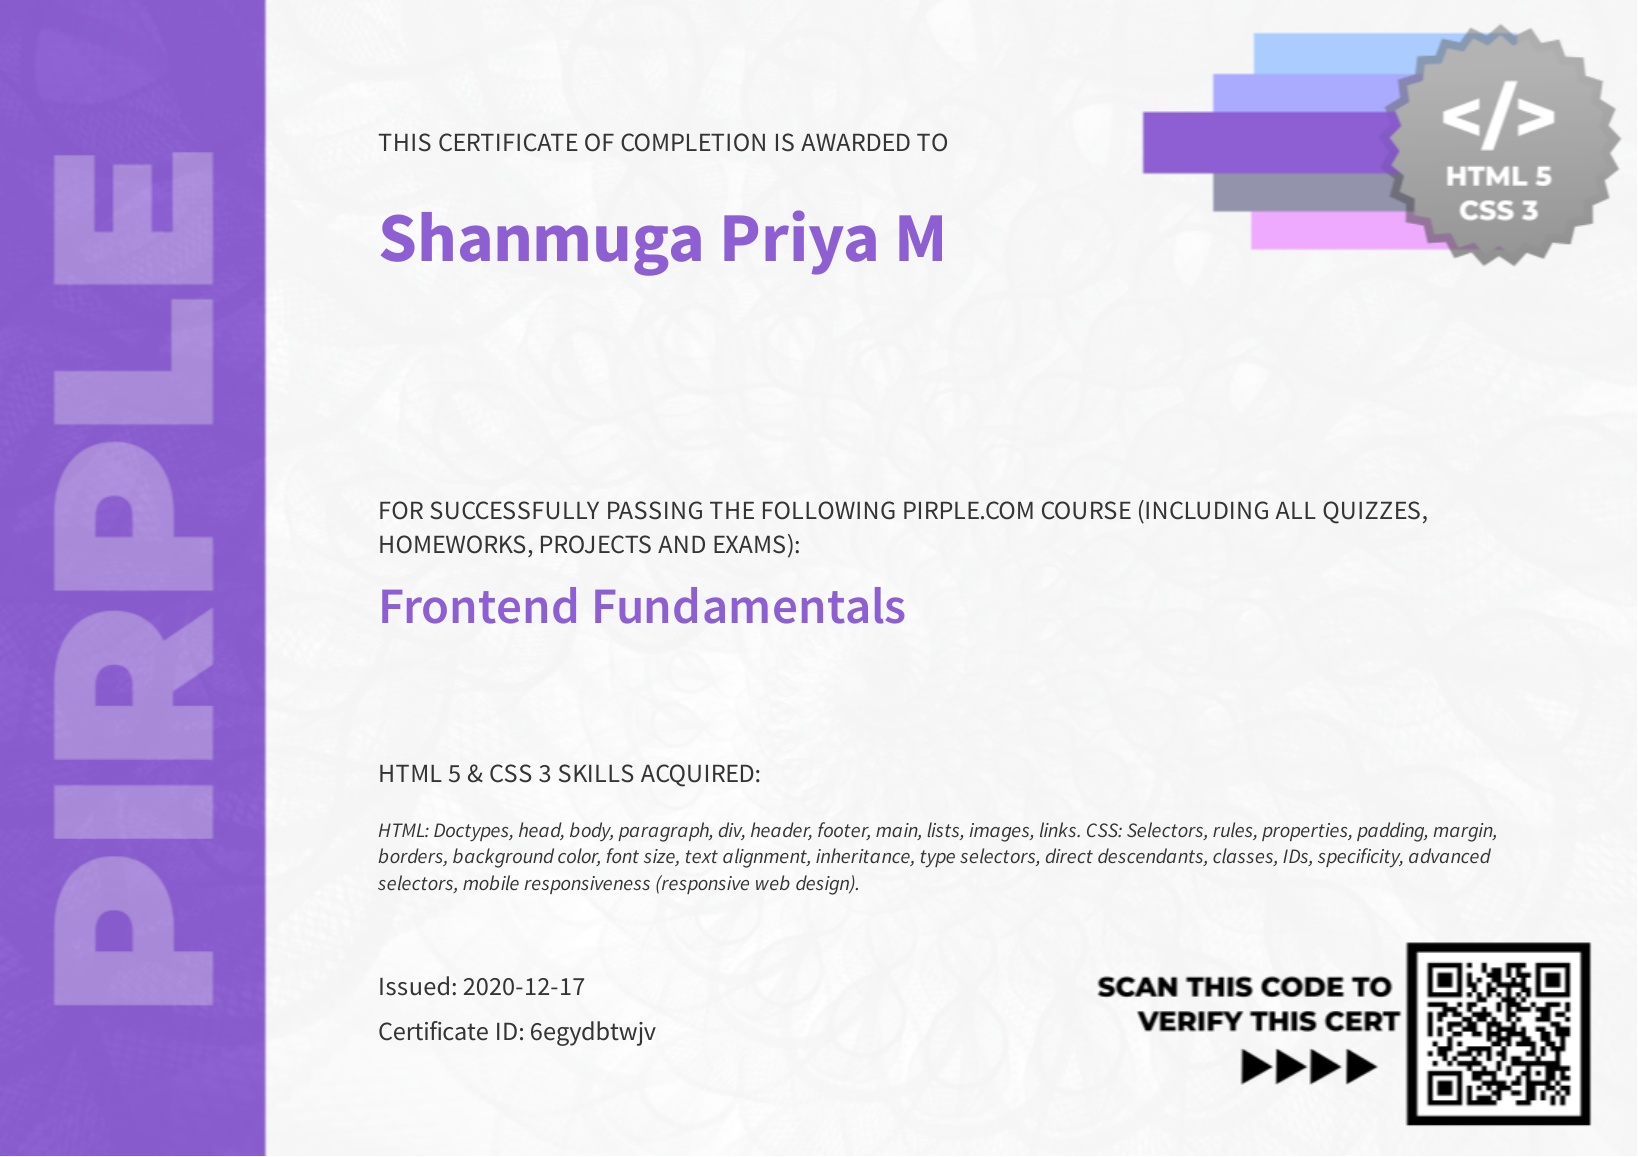 PIRPLE
THIS CERTIFICATE OF COMPLETION IS AWARDED TO
Shanmuga Priya M
</>
HTML 5
CSS 3
FOR SUCCESSFULLY PASSING THE FOLLOWING PIRPLE.COM COURSE (INCLUDING ALL QUIZZES,
HOMEWORKS, PROJECTS AND EXAMS):
Frontend Fundamentals
HTML 5 & CSS 3 SKILLS ACQUIRED:
HTML: Doctypes, head, body, paragraph, div, header, footer, main, lists, images, links. CSS: Selectors, rules, properties, padding, margin,
borders, background color, font size, text alignment, inheritance, type selectors, direct descendants, classes, IDs, specificity, advanced
selectors, mobile responsiveness (responsive web design).
Issued: 2020-12-17
Certificate ID: 6egydbtwjv
SCAN THIS CODE TO
VERIFY THIS CERT